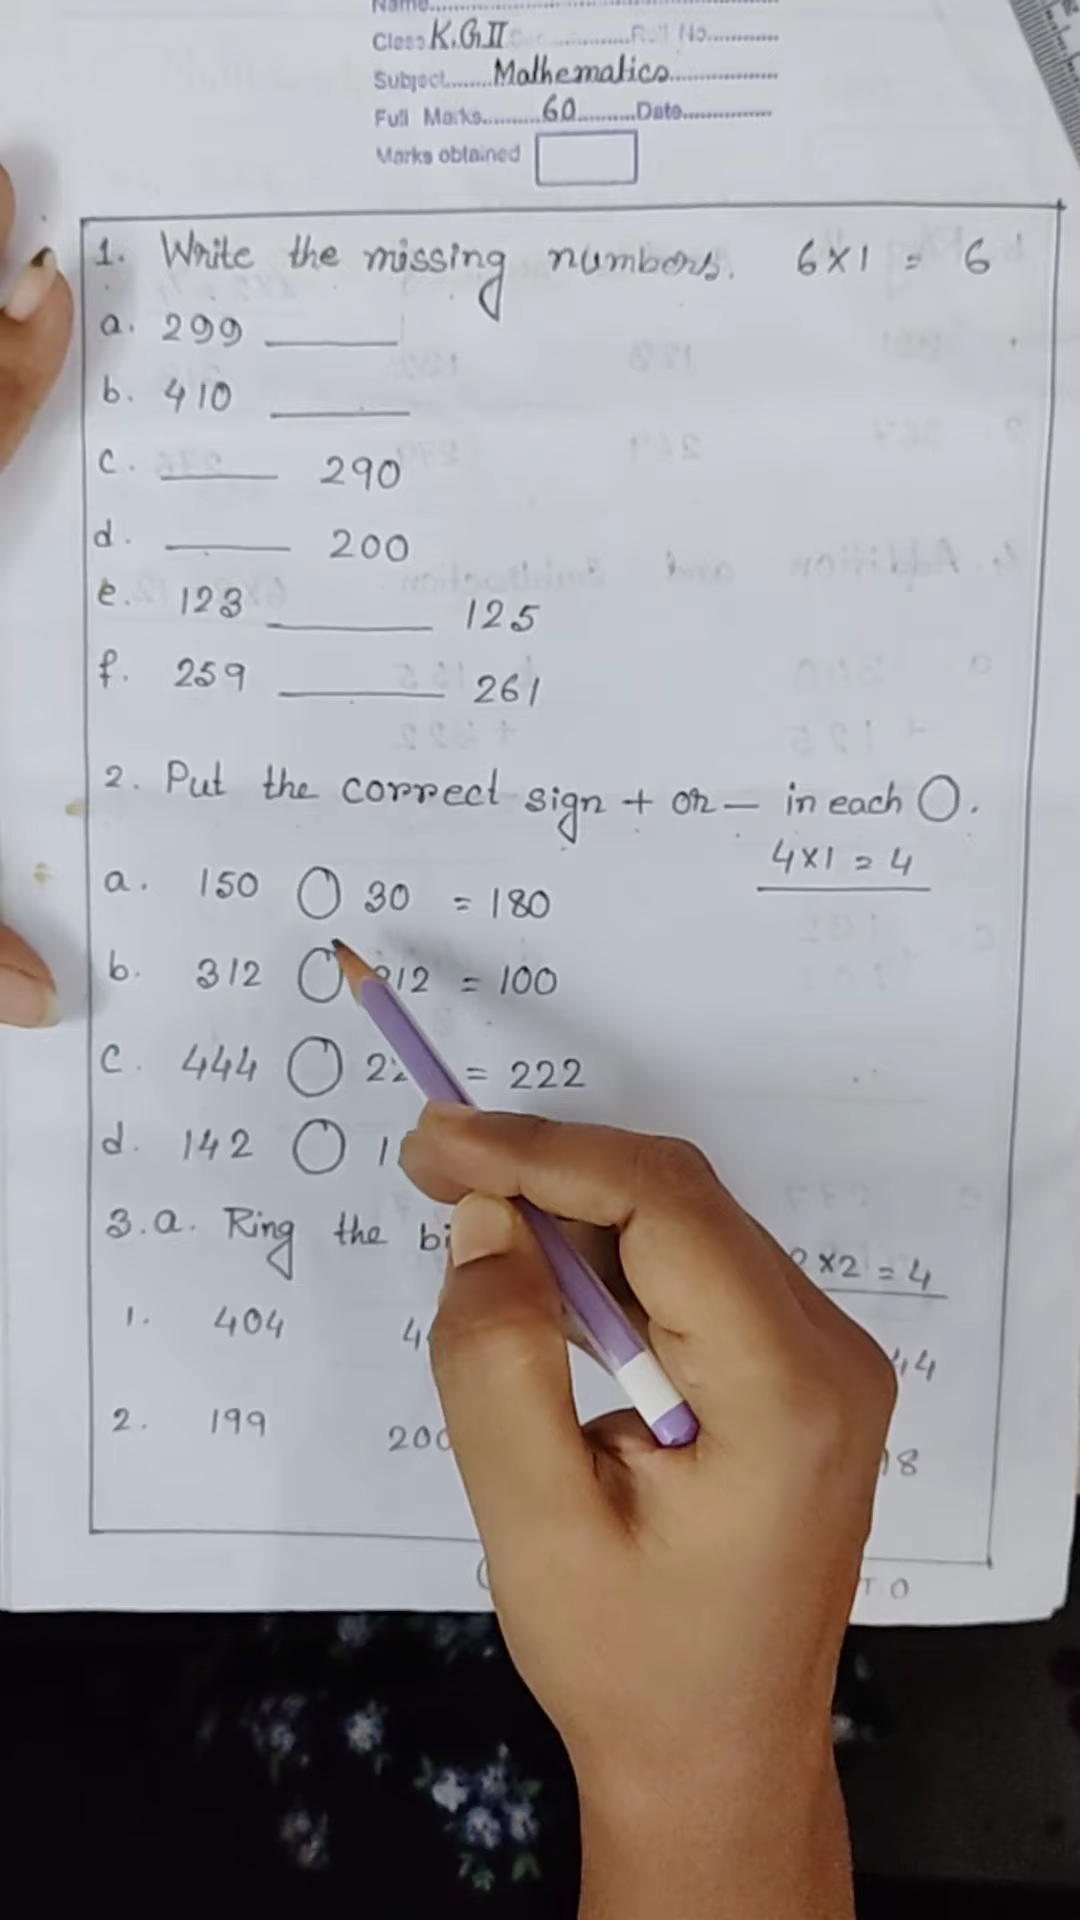 Name
Class K.G II Roll No
Subject Mathematics
Full Marks 60 Date
Marks obtained
1. Write the missing numbers. 6 × 1 = 6
a. 299
b. 410
c. 290
d. 200
e. 123 125
f. 259 261
2. Put the correct sign + or — in each O.
4×1 = 4
a. 150 O 30 = 180
b. 312 O 212 = 100
c. 444 O = 222
d. 142 O
3.a. Ring the
×2 = 4
1. 404
2. 199 200